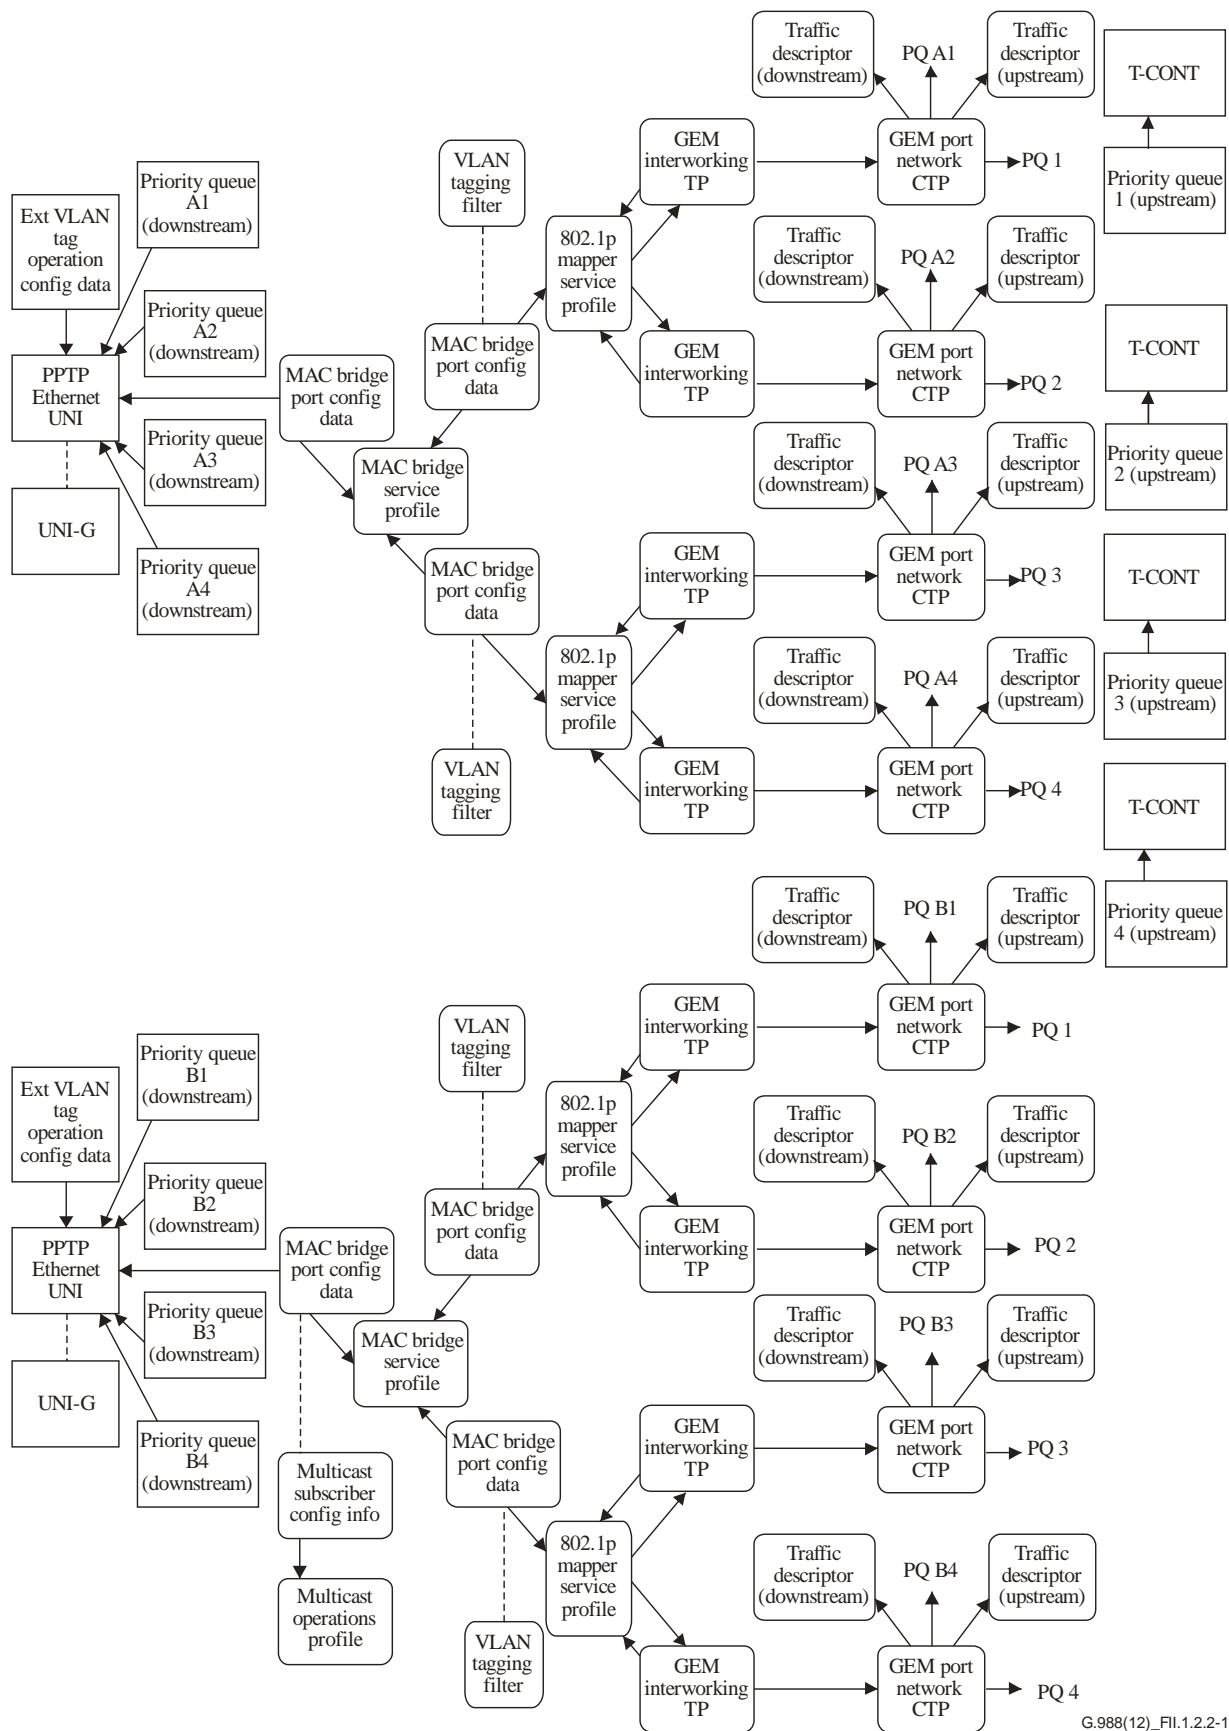 Traffic
descriptor
(downstream)
PQ A1
Traffic
descriptor
(upstream)
T-CONT
GEM
interworking
TP
GEM port
network
CTP
PQ 1
Priority queue
1 (upstream)
VLAN
tagging
filter
Priority queue
A1
(downstream)
Ext VLAN
tag
operation
config data
802.1p
mapper
service
profile
Traffic
descriptor
(downstream)
PQ A2
Traffic
descriptor
(upstream)
Priority queue
A2
(downstream)
MAC bridge
port config
data
GEM
interworking
TP
GEM port
network
CTP
PQ 2
T-CONT
PPTP
Ethernet
UNI
MAC bridge
port config
data
Priority queue
A3
(downstream)
MAC bridge
service
profile
Traffic
descriptor
(downstream)
PQ A3
Traffic
descriptor
(upstream)
Priority queue
2 (upstream)
UNI-G
Priority queue
A4
(downstream)
MAC bridge
port config
data
GEM
interworking
TP
GEM port
network
CTP
PQ 3
T-CONT
802.1p
mapper
service
profile
Traffic
descriptor
(downstream)
PQ A4
Traffic
descriptor
(upstream)
Priority queue
3 (upstream)
VLAN
tagging
filter
GEM
interworking
TP
GEM port
network
CTP
PQ 4
T-CONT
Traffic
descriptor
(downstream)
PQ B1
Traffic
descriptor
(upstream)
Priority queue
4 (upstream)
VLAN
tagging
filter
GEM
interworking
TP
GEM port
network
CTP
PQ 1
Priority queue
B1
(downstream)
Ext VLAN
tag
operation
config data
802.1p
mapper
service
profile
Traffic
descriptor
(downstream)
PQ B2
Traffic
descriptor
(upstream)
Priority queue
B2
(downstream)
MAC bridge
port config
data
GEM
interworking
TP
GEM port
network
CTP
PQ 2
PPTP
Ethernet
UNI
MAC bridge
port config
data
Priority queue
B3
(downstream)
MAC bridge
service
profile
Traffic
descriptor
(downstream)
PQ B3
Traffic
descriptor
(upstream)
UNI-G
Priority queue
B4
(downstream)
MAC bridge
port config
data
GEM
interworking
TP
GEM port
network
CTP
PQ 3
Multicast
subscriber
config info
802.1p
mapper
service
profile
Traffic
descriptor
(downstream)
PQ B4
Traffic
descriptor
(upstream)
Multicast
operations
profile
VLAN
tagging
filter
GEM
interworking
TP
GEM port
network
CTP
PQ 4
G.988(12)_FII.1.2.2-1